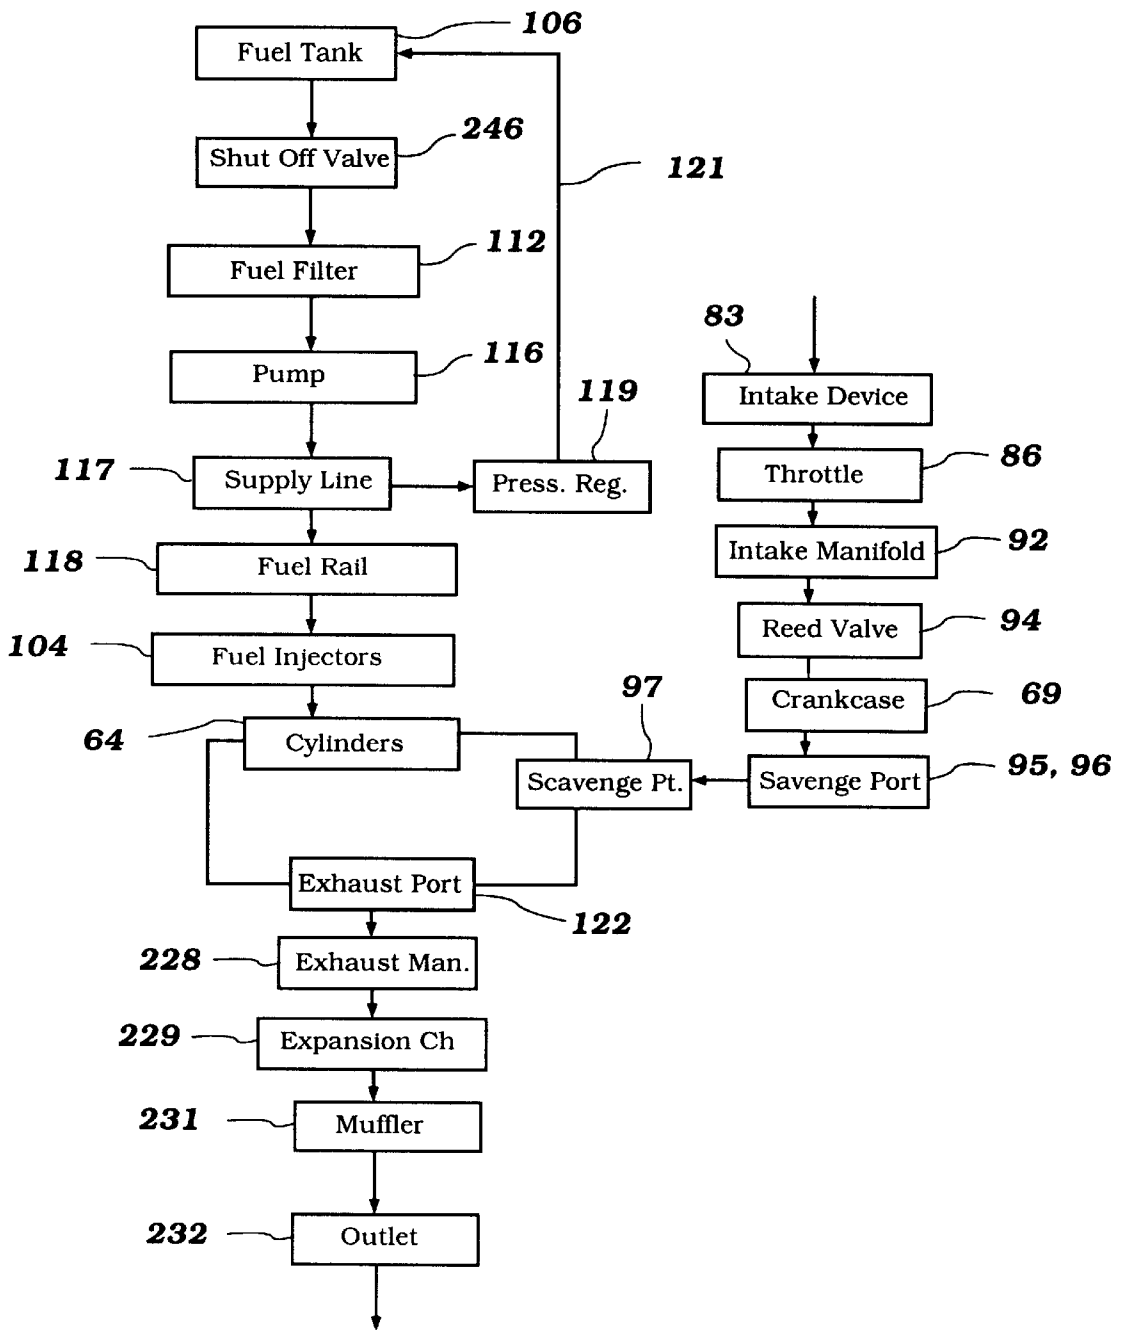 106
Fuel Tank
246
Shut Off Valve
121
112
Fuel Filter
83
116
Pump
Intake Device
119
86
117
Supply Line
Press. Reg.
Throttle
92
118
Fuel Rail
Intake Manifold
94
104
Fuel Injectors
Reed Valve
97
69
Crankcase
64
Cylinders
95, 96
Scavenge Pt.
Savenge Port
Exhaust Port
122
228
Exhaust Man.
229
Expansion Ch
231
Muffler
232
Outlet